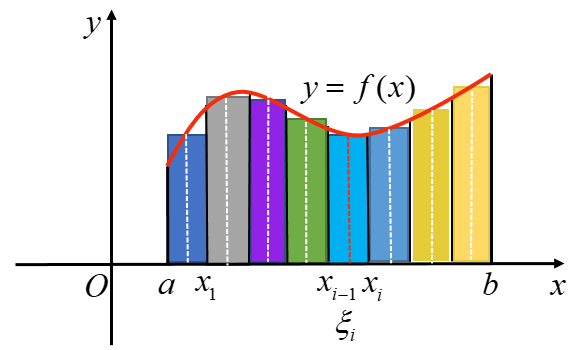 y
y = f(x)
O a x₁ xᵢ₋₁ xᵢ b x
ξᵢ